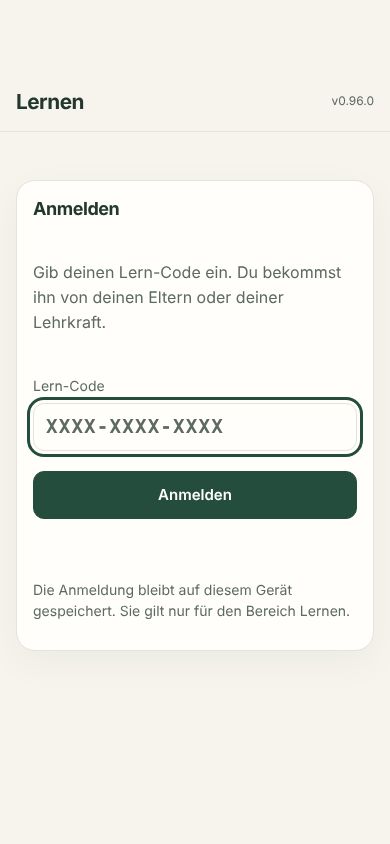 Lernen
v0.96.0
Anmelden
Gib deinen Lern-Code ein. Du bekommst
ihn von deinen Eltern oder deiner
Lehrkraft.
Lern-Code
XXXX-XXXX-XXXX
Anmelden
Die Anmeldung bleibt auf diesem Gerät
gespeichert. Sie gilt nur für den Bereich Lernen.